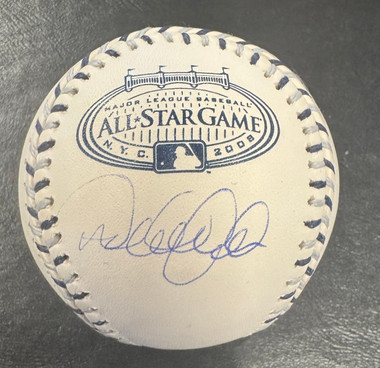 MAJOR LEAGUE BASEBALL
ALL★STAR GAME
N.Y.C. 2008